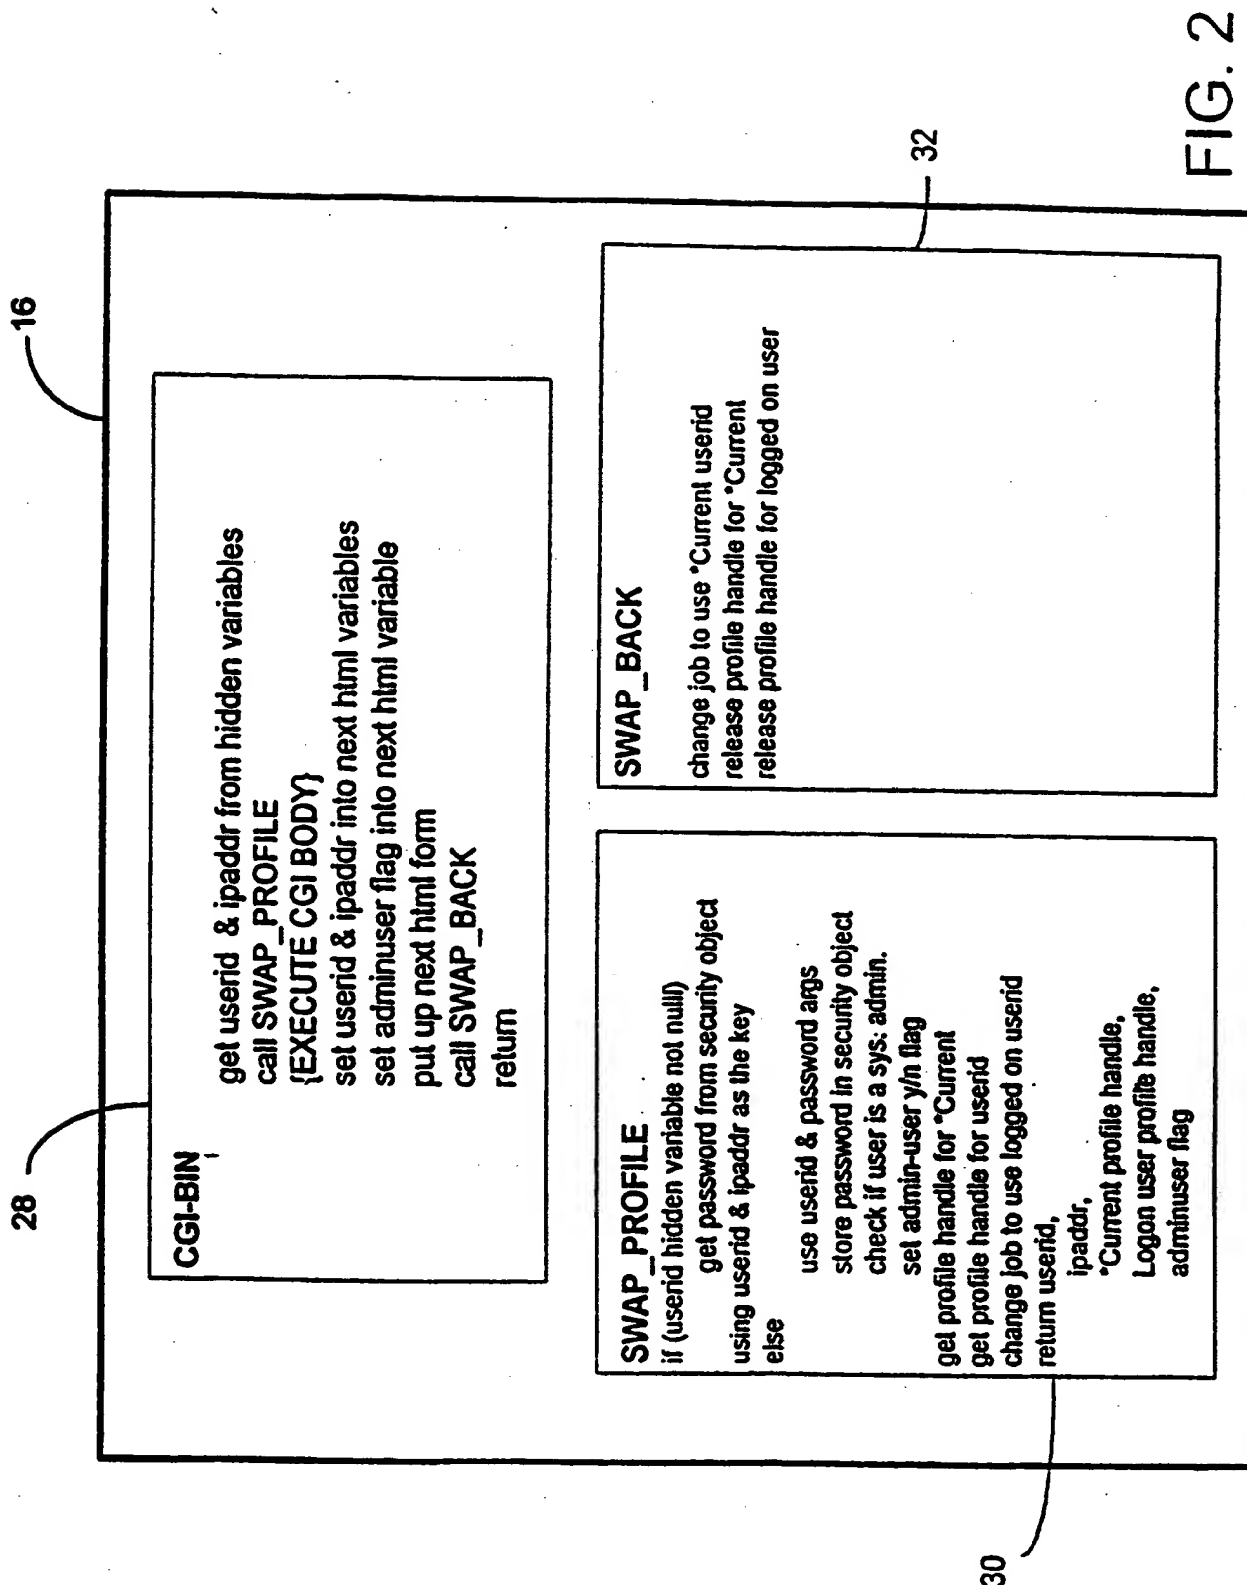 16
28
CGI-BIN
get userid & ipaddr from hidden variables
call SWAP_PROFILE
{EXECUTE CGI BODY}
set userid & ipaddr into next html variables
set adminuser flag into next html variable
put up next html form
call SWAP_BACK
return
SWAP_PROFILE
if (userid hidden variable not null)
get password from security object
using userid & ipaddr as the key
else
use userid & password args
store password in security object
check if user is a sys: admin.
set admin-user y/n flag
get profile handle for *Current
get profile handle for userid
change job to use logged on userid
return userid,
ipaddr,
*Current profile handle,
Logon user profile handle,
adminuser flag
30
SWAP_BACK
change job to use *Current userid
release profile handle for *Current
release profile handle for logged on user
32
FIG. 2